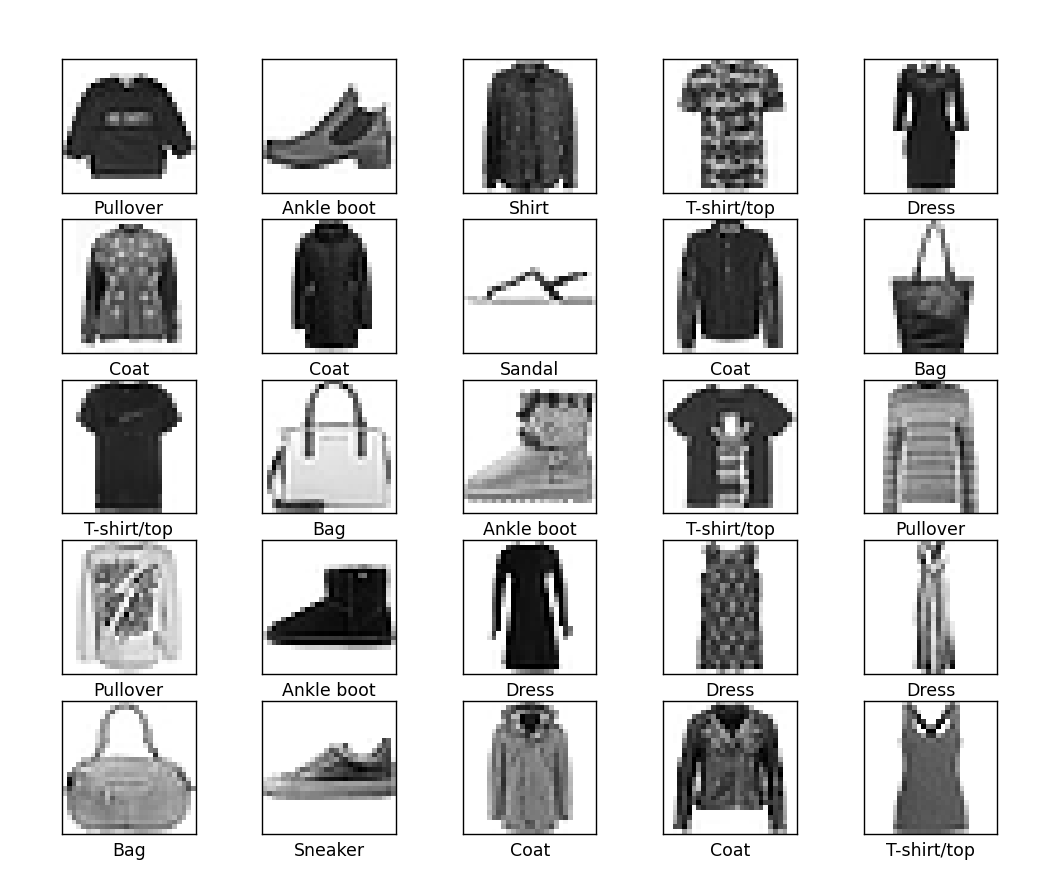 Pullover
Ankle boot
Shirt
T-shirt/top
Dress
Coat
Coat
Sandal
Coat
Bag
T-shirt/top
Bag
Ankle boot
T-shirt/top
Pullover
Pullover
Ankle boot
Dress
Dress
Dress
Bag
Sneaker
Coat
Coat
T-shirt/top